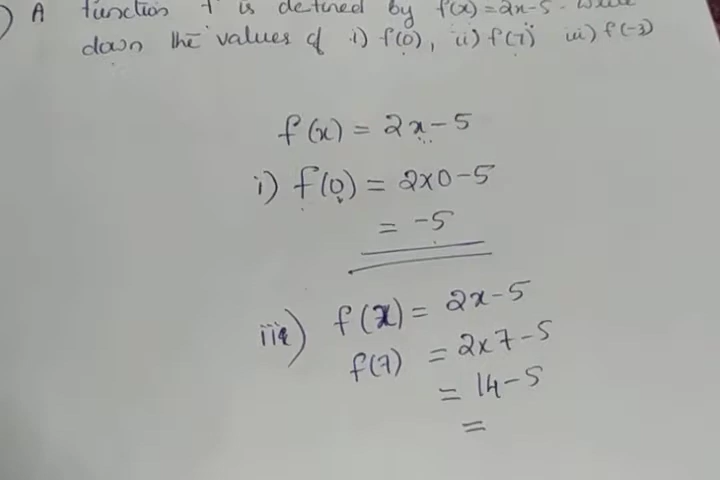 ) A function f is defined by f(x)=2x-5. Write
down the values of i) f(0), ii) f(7) iii) f(-3)
f(x) = 2x-5
i) f(0) = 2x0-5
= -5
f(x) = 2x-5
f(7) = 2x7-5
= 14-5
=